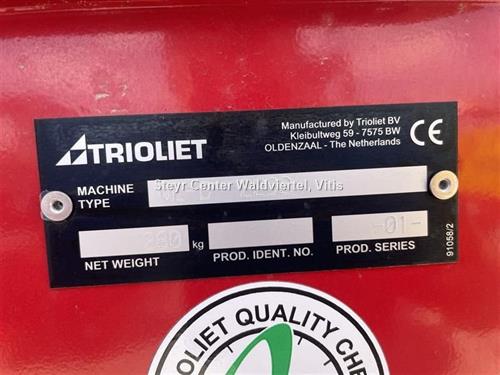 TRIOLIET
Manufactured by Trioliet BV
Kleibultweg 59 - 7575 BW
OLDENZAAL - The Netherlands
CE
MACHINE
TYPE
Steyr Center Waldviertel, Vitis
kg
-01-
NET WEIGHT
PROD. IDENT. NO.
PROD. SERIES
91058/2
TRIOLIET QUALITY CHE